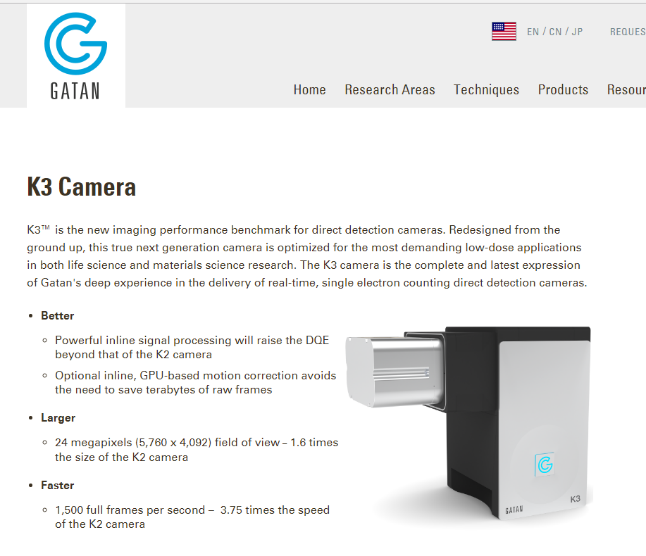 GATAN
EN / CN / JP
REQUES
Home Research Areas Techniques Products Resour
K3 Camera
K3™ is the new imaging performance benchmark for direct detection cameras. Redesigned from the
ground up, this true next generation camera is optimized for the most demanding low-dose applications
in both life science and materials science research. The K3 camera is the complete and latest expression
of Gatan's deep experience in the delivery of real-time, single electron counting direct detection cameras.
• Better
◦ Powerful inline signal processing will raise the DQE
beyond that of the K2 camera
◦ Optional inline, GPU-based motion correction avoids
the need to save terabytes of raw frames
• Larger
◦ 24 megapixels (5,760 x 4,092) field of view – 1.6 times
the size of the K2 camera
• Faster
◦ 1,500 full frames per second – 3.75 times the speed
of the K2 camera
GATAN
K3